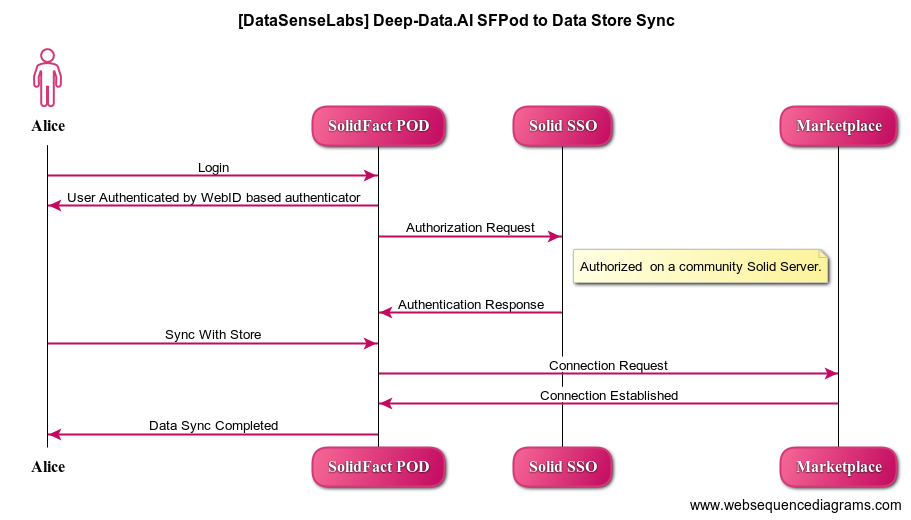 [DataSenseLabs] Deep-Data.AI SFPod to Data Store Sync
Alice
SolidFact POD
Solid SSO
Marketplace
Login
User Authenticated by WebID based authenticator
Authorization Request
Authorized  on a community Solid Server.
Authentication Response
Sync With Store
Connection Request
Connection Established
Data Sync Completed
Alice
SolidFact POD
Solid SSO
Marketplace
www.websequencediagrams.com